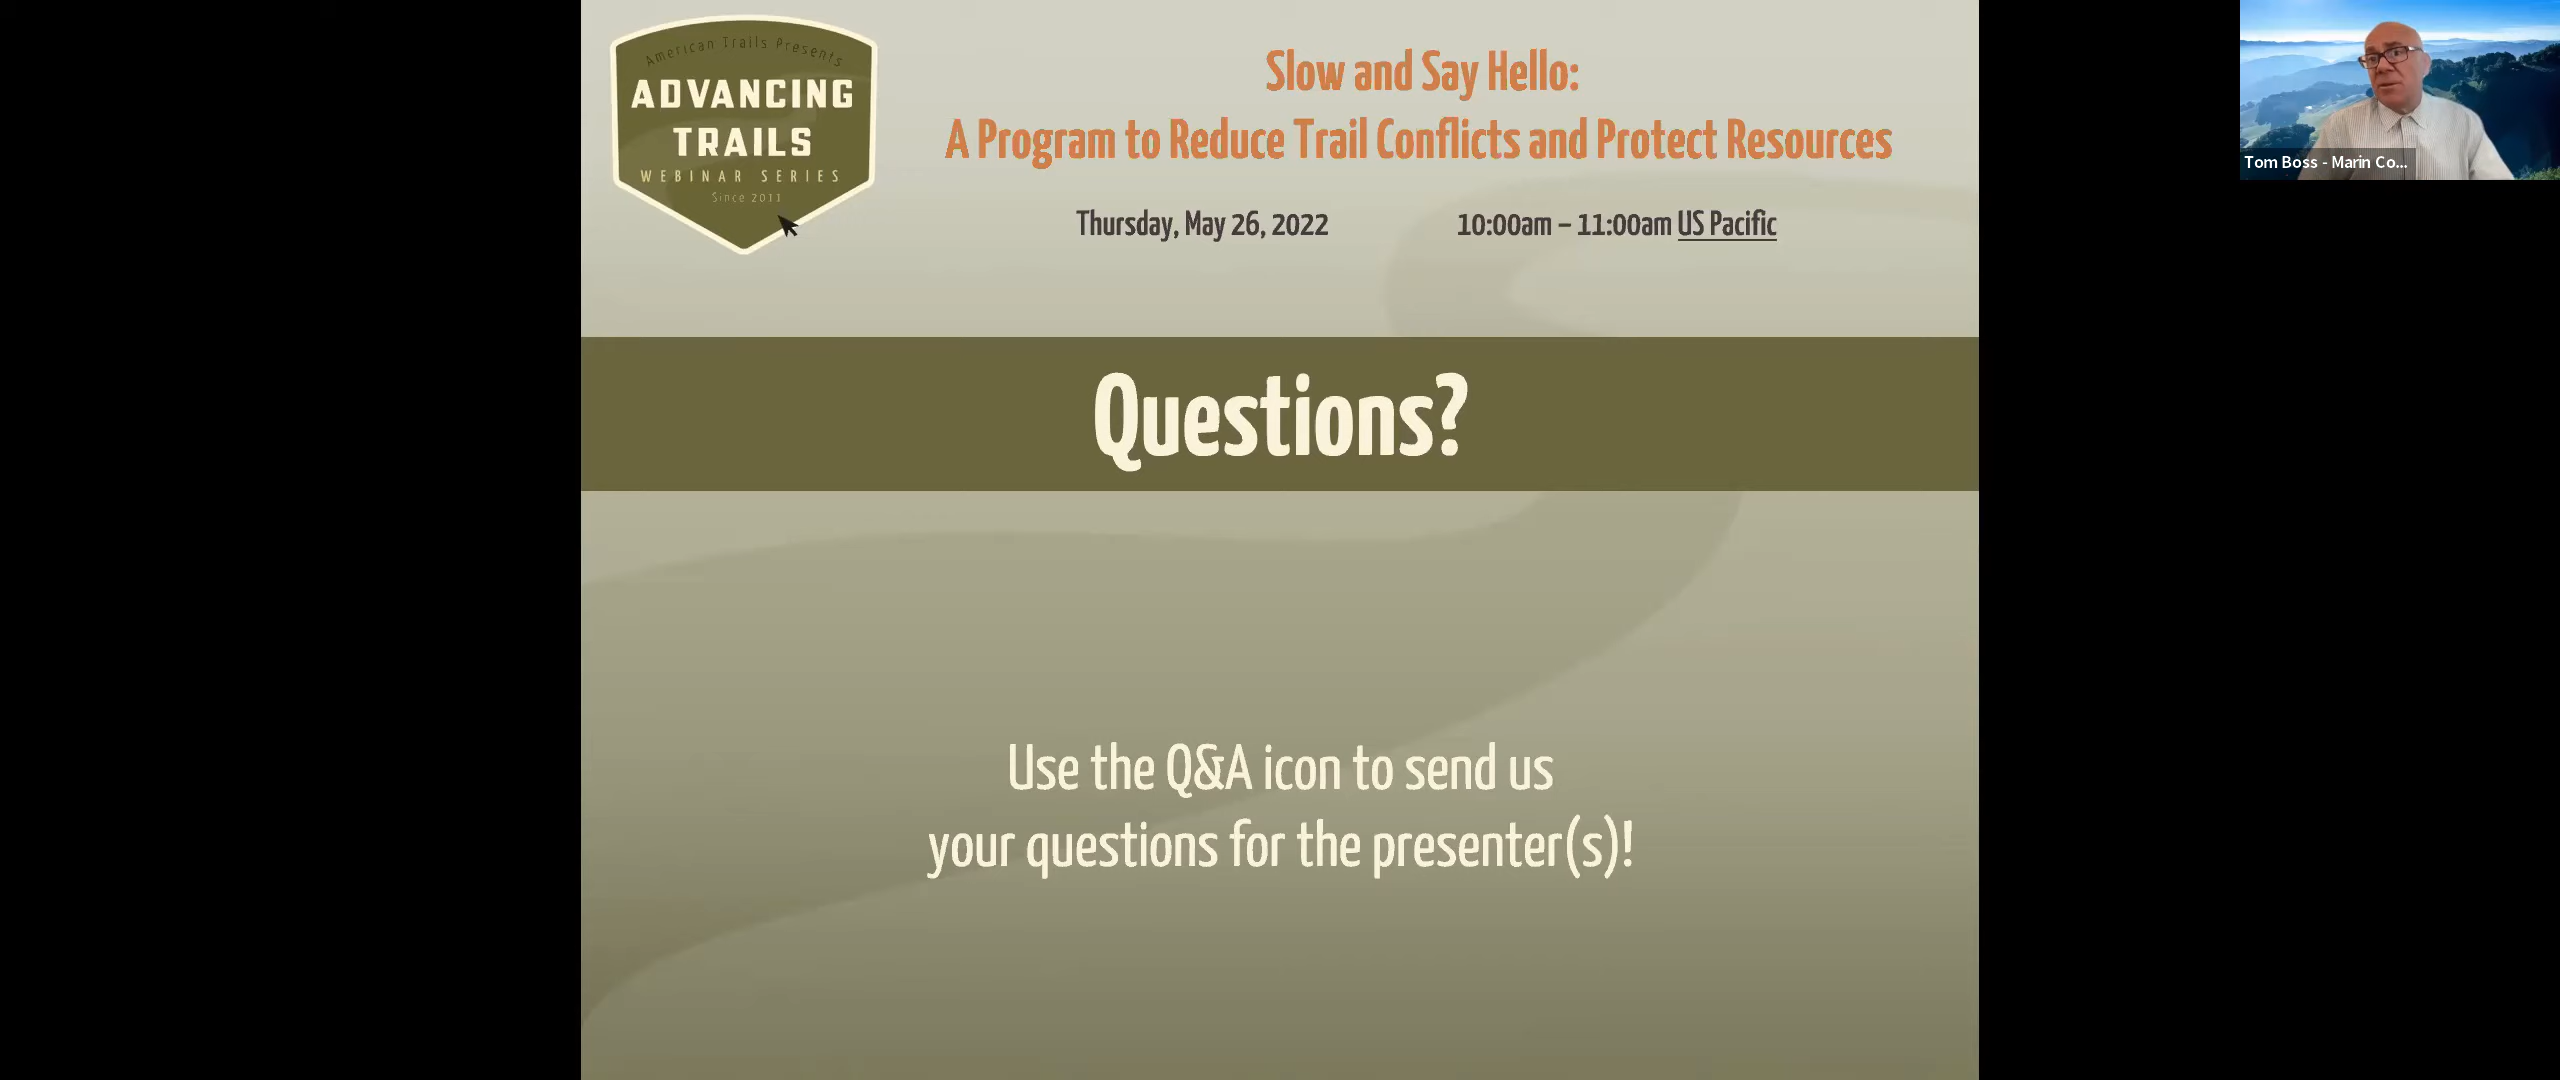 American Trails Presents
ADVANCING
TRAILS
WEBINAR SERIES
Since 2011
Slow and Say Hello:
A Program to Reduce Trail Conflicts and Protect Resources
Thursday, May 26, 2022
10:00am – 11:00am US Pacific
Tom Boss - Marin Co...
Questions?
Use the Q&A icon to send us
your questions for the presenter(s)!